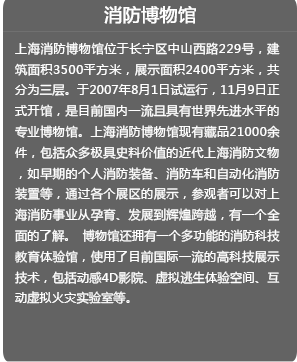 消防博物馆
上海消防博物馆位于长宁区中山西路229号，建
筑面积3500平方米，展示面积2400平方米，共
分为三层。于2007年8月1日试运行，11月9日正
式开馆，是目前国内一流且具有世界先进水平的
专业博物馆。上海消防博物馆现有藏品21000余
件，包括众多极具史料价值的近代上海消防文物
，如早期的个人消防装备、消防车和自动化消防
装置等，通过各个展区的展示，参观者可以对上
海消防事业从孕育、发展到辉煌跨越，有一个全
面的了解。 博物馆还拥有一个多功能的消防科技
教育体验馆，使用了目前国际一流的高科技展示
技术，包括动感4D影院、虚拟逃生体验空间、互
动虚拟火灾实验室等。